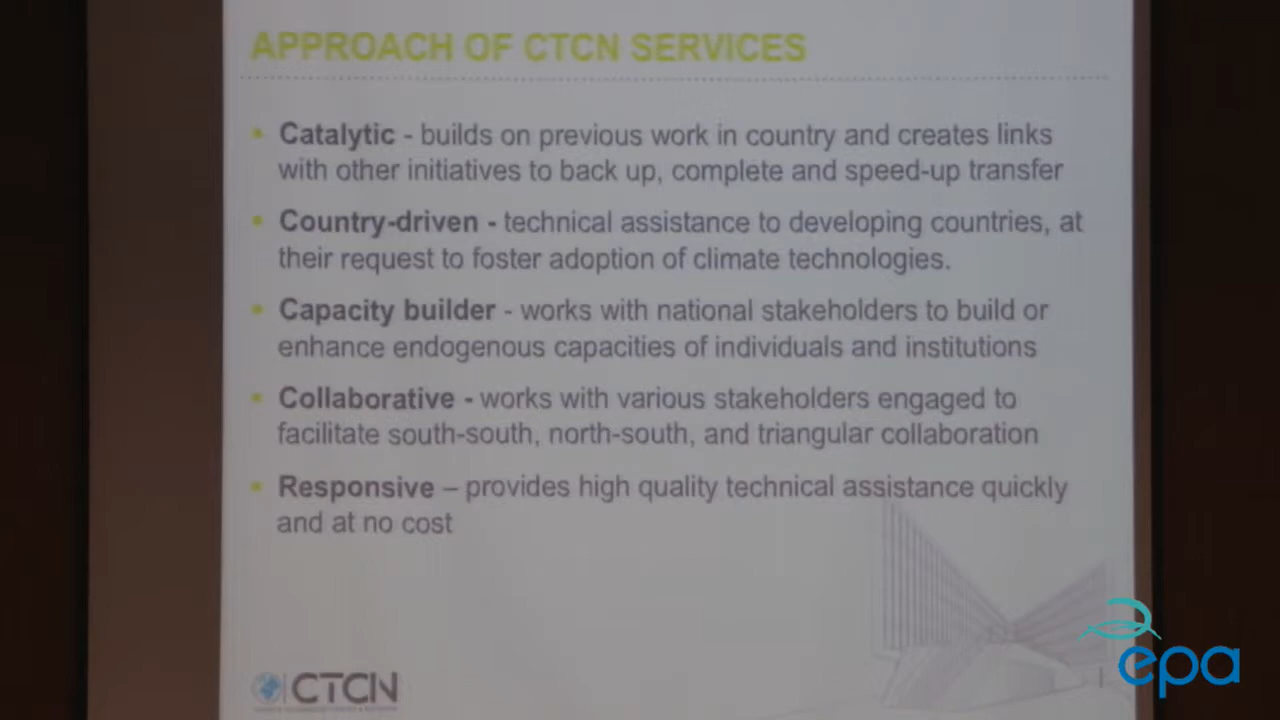 APPROACH OF CTCN SERVICES
▪ Catalytic - builds on previous work in country and creates links
with other initiatives to back up, complete and speed-up transfer
▪ Country-driven - technical assistance to developing countries, at
their request to foster adoption of climate technologies.
▪ Capacity builder - works with national stakeholders to build or
enhance endogenous capacities of individuals and institutions
▪ Collaborative - works with various stakeholders engaged to
facilitate south-south, north-south, and triangular collaboration
▪ Responsive – provides high quality technical assistance quickly
and at no cost
CTCN
epa